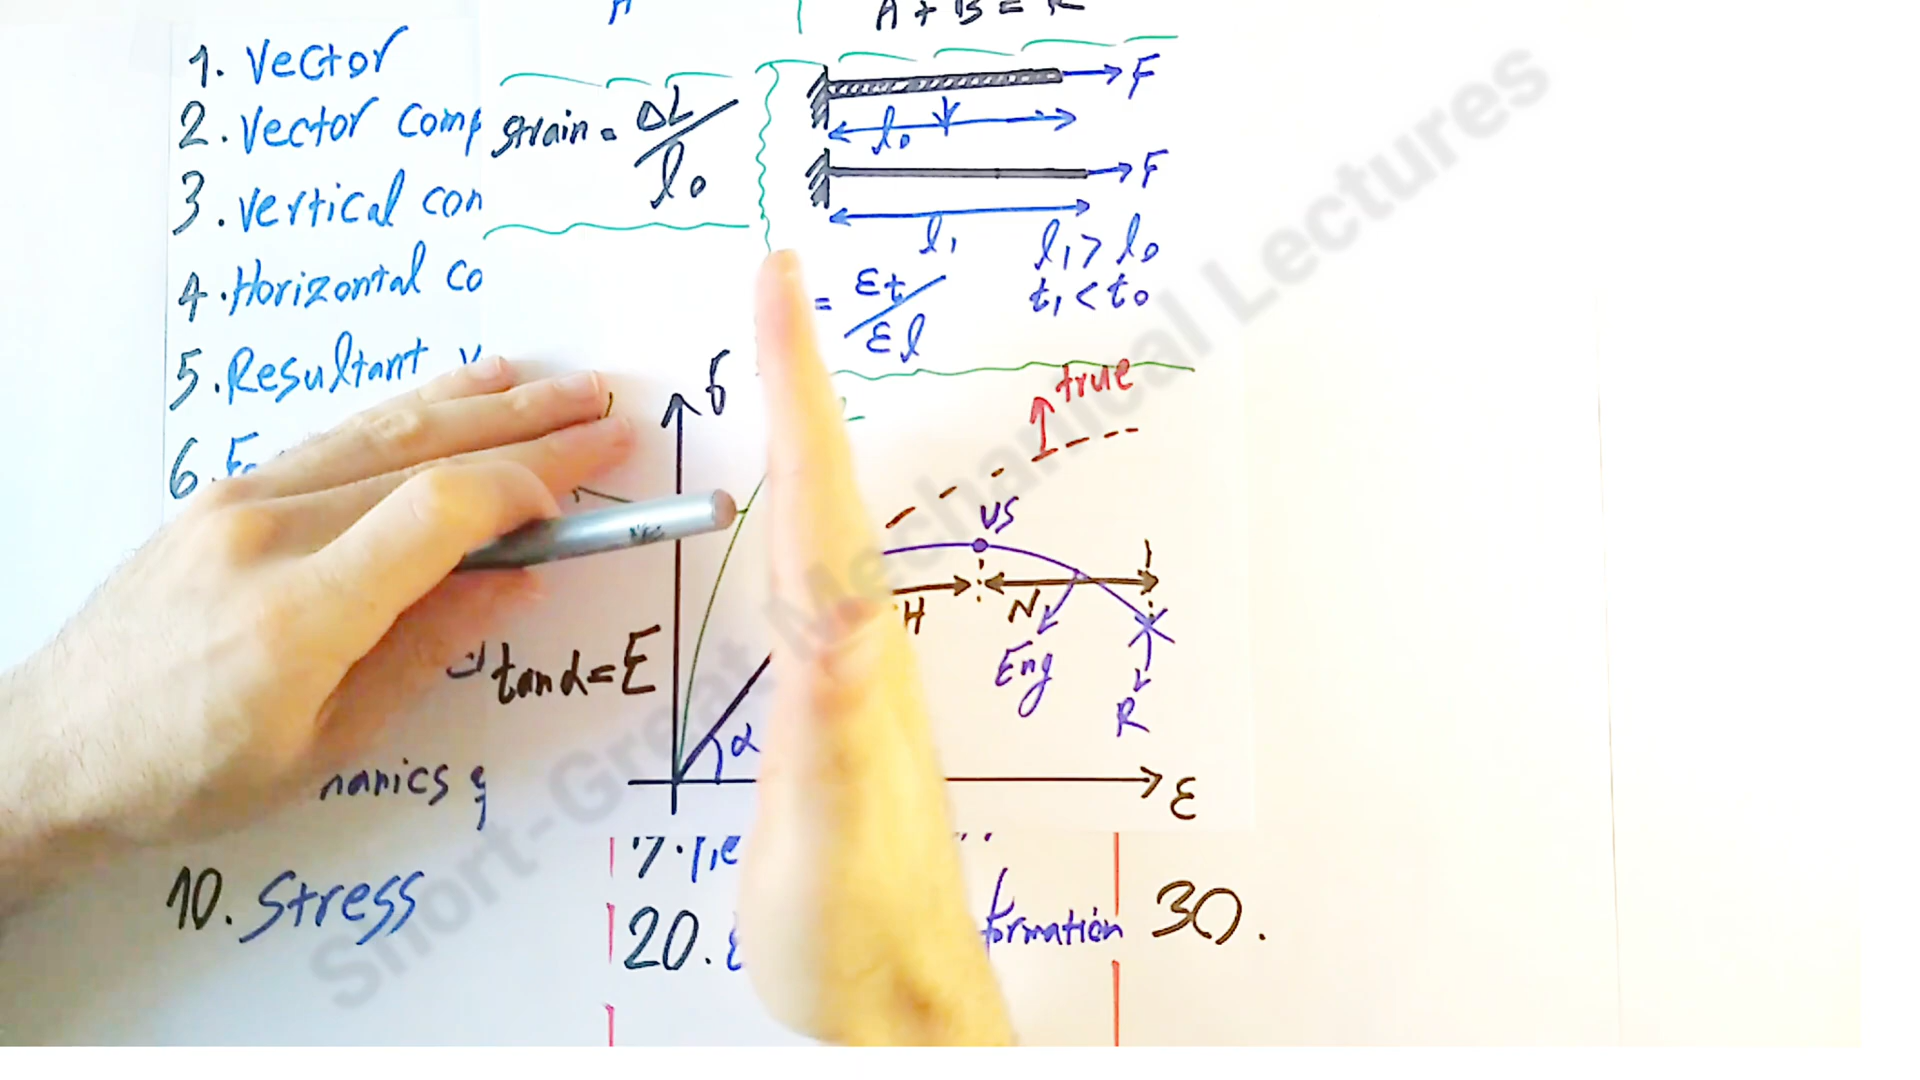 A + B = R
1. Vector
2. Vector comp
3. Vertical con
4. Horizontal co
5. Resultant
6. Fo
nanics &
10. Stress
strain = ΔL/l₀
F
l₀
F
l₁
l₁ > l₀
t₁ < t₀
= εt/εl
σ
true
US
H
N
Eng
R
tanα = E
α
ε
20.
formation
30.
Short-Great Mechanical Lectures